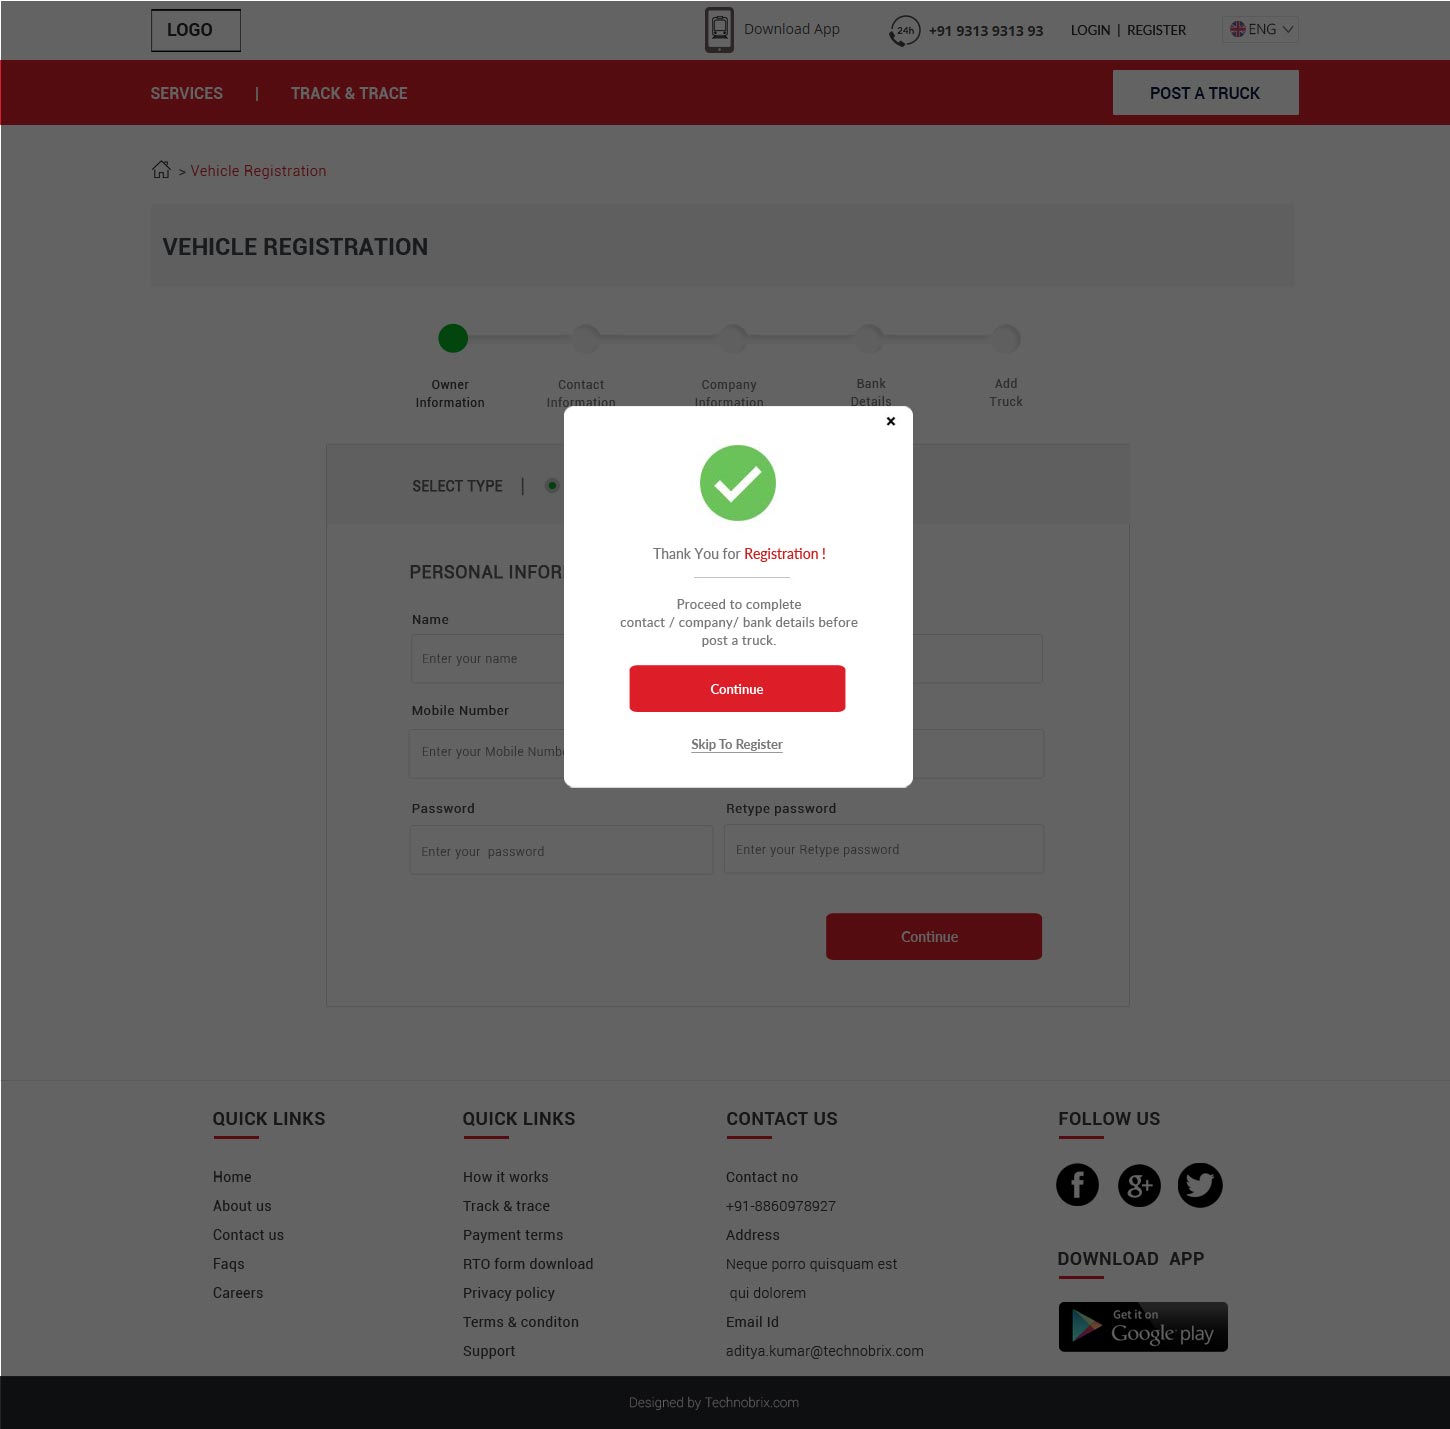 LOGO
Download App
24h
+91 9313 9313 93
LOGIN | REGISTER
ENG
SERVICES | TRACK & TRACE
POST A TRUCK
> Vehicle Registration
VEHICLE REGISTRATION
Owner
Information
Contact
Information
Company
Information
Bank
Details
Add
Truck
×
SELECT TYPE |
Thank You for Registration !
Proceed to complete
contact / company/ bank details before
post a truck.
Continue
Skip To Register
PERSONAL INFOR
Name
Enter your name
Mobile Number
Enter your Mobile Numbe
Password
Retype password
Enter your password
Enter your Retype password
Continue
QUICK LINKS
Home
About us
Contact us
Faqs
Careers
QUICK LINKS
How it works
Track & trace
Payment terms
RTO form download
Privacy policy
Terms & conditon
Support
CONTACT US
Contact no
+91-8860978927
Address
Neque porro quisquam est
qui dolorem
Email Id
aditya.kumar@technobrix.com
FOLLOW US
f
g+
DOWNLOAD APP
Get it on
Google play
Designed by Technobrix.com